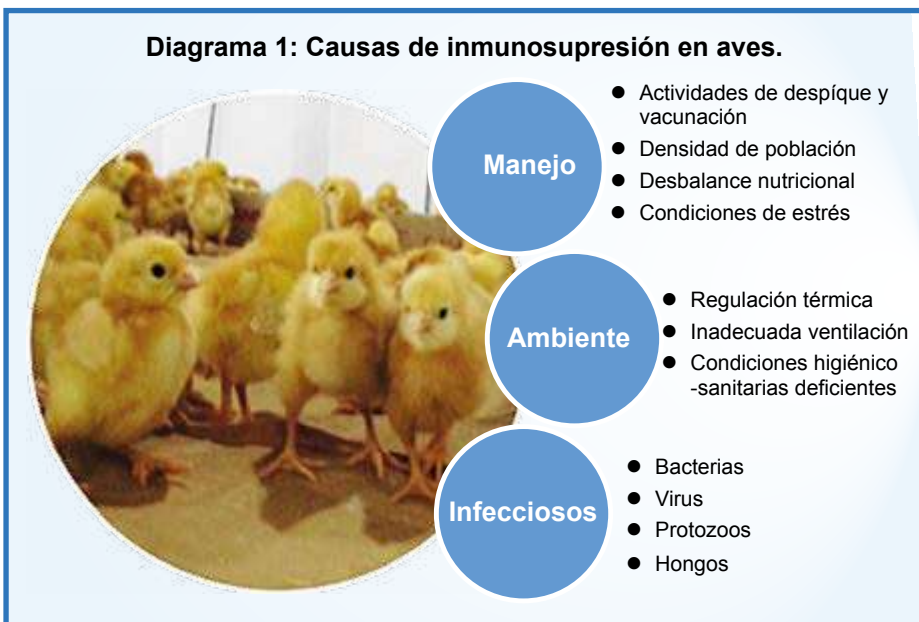 Diagrama 1: Causas de inmunosupresión en aves.
Manejo
● Actividades de despíque y
vacunación
● Densidad de población
● Desbalance nutricional
● Condiciones de estrés
Ambiente
● Regulación térmica
● Inadecuada ventilación
● Condiciones higiénico
-sanitarias deficientes
Infecciosos
● Bacterias
● Virus
● Protozoos
● Hongos